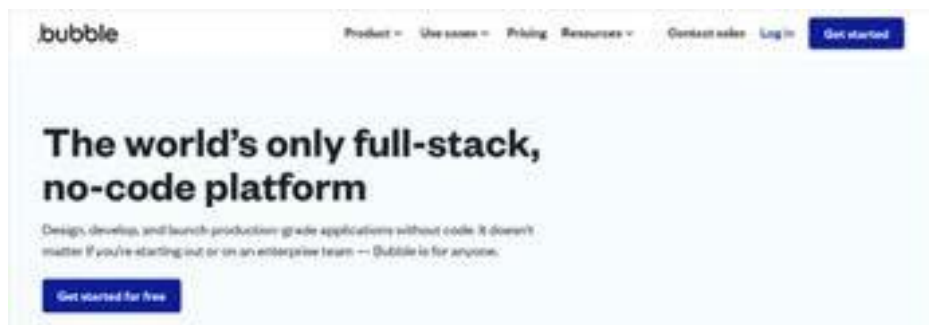 .bubble
Product Use cases Pricing Resources Contact sales Log in Get started
The world's only full-stack,
no-code platform
Design, develop, and launch production-grade applications without code. It doesn't
matter if you're starting out or on an enterprise team — Bubble is for anyone.
Get started for free